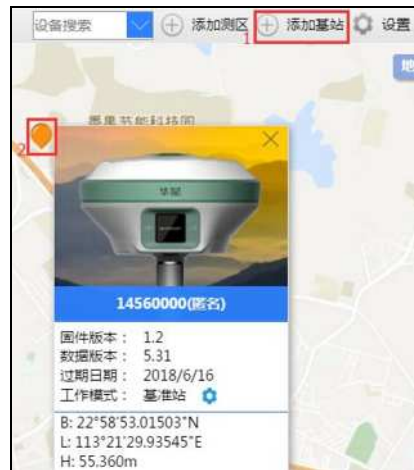 设备搜索 添加测区 1 添加基站 设置
地
2
华星
14560000(匿名)
固件版本： 1.2
数据版本： 5.31
过期日期： 2018/6/16
工作模式： 基准站
B: 22°58'53.01503"N
L: 113°21'29.93545"E
H: 55.360m